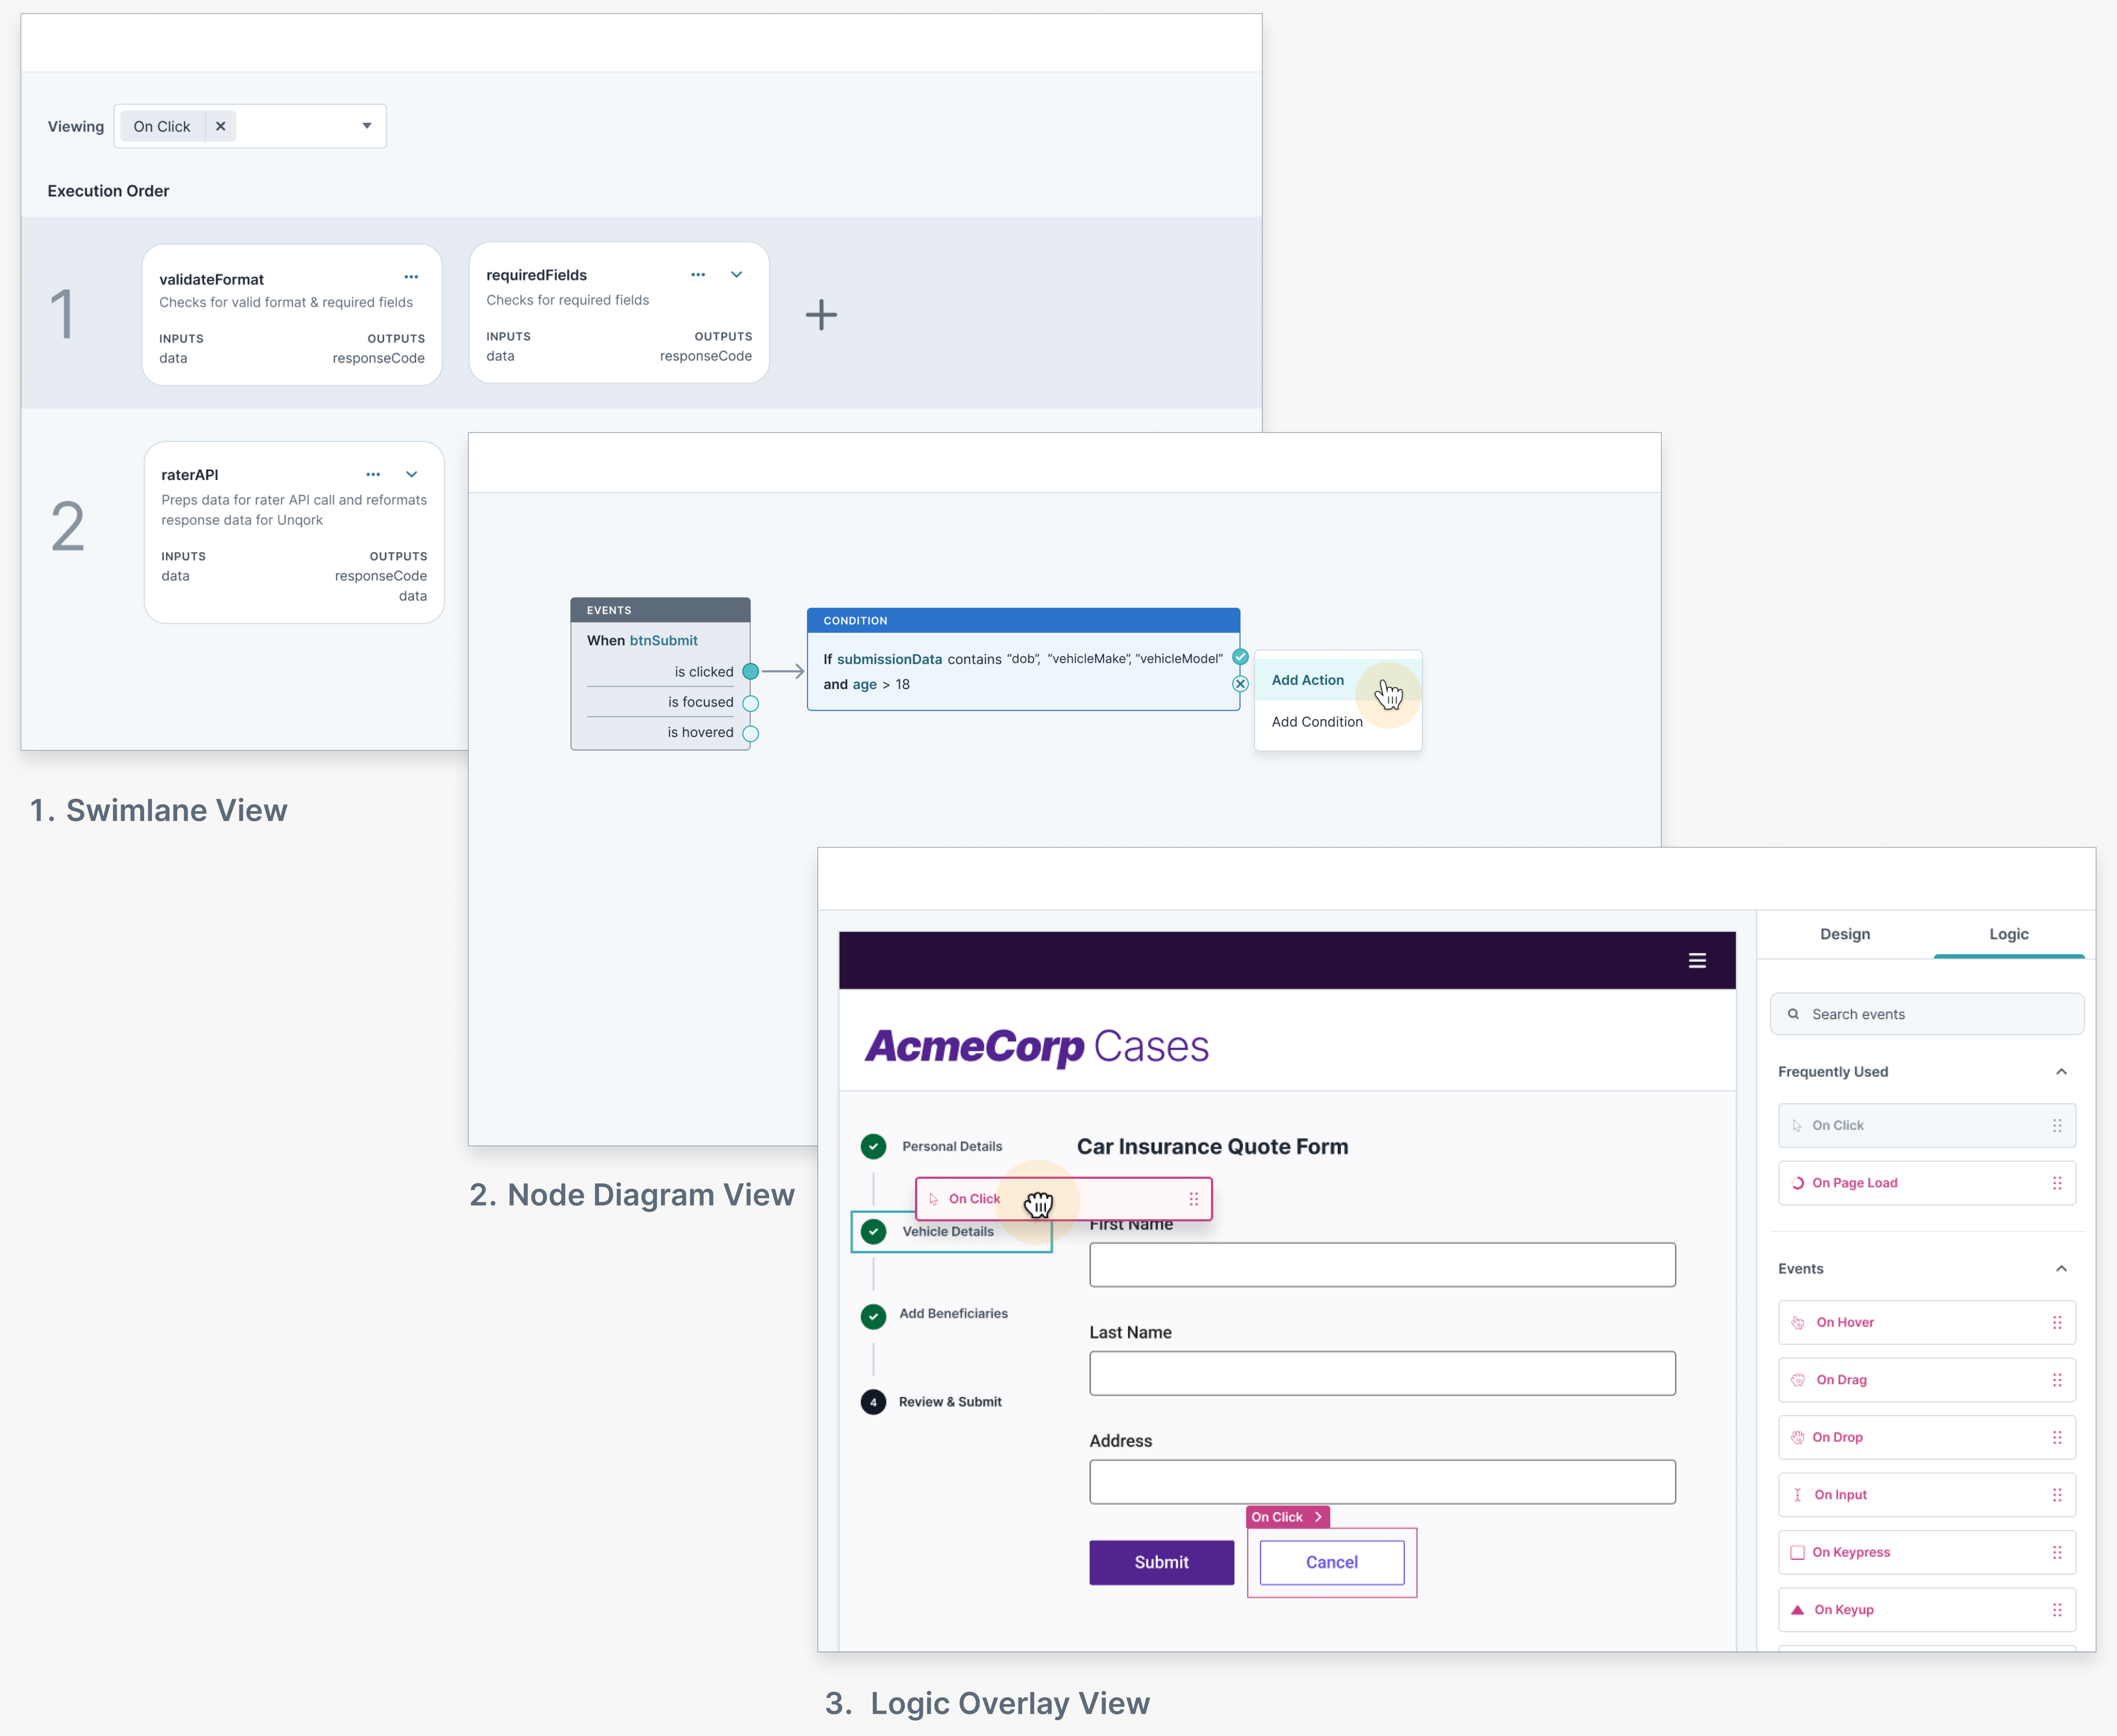 Viewing
On Click
Execution Order
1
validateFormat
Checks for valid format & required fields
INPUTS OUTPUTS
data responseCode
requiredFields
Checks for required fields
INPUTS OUTPUTS
data responseCode
2
raterAPI
Preps data for rater API call and reformats
response data for Unqork
INPUTS OUTPUTS
data responseCode
data
1. Swimlane View
EVENTS
When btnSubmit
is clicked
is focused
is hovered
CONDITION
If submissionData contains “dob”, “vehicleMake”, “vehicleModel”
and age > 18
Add Action
Add Condition
2. Node Diagram View
AcmeCorp Cases
Personal Details
Vehicle Details
Add Beneficiaries
4 Review & Submit
Car Insurance Quote Form
On Click
First Name
Last Name
Address
On Click
Submit
Cancel
Design Logic
Search events
Frequently Used
On Click
On Page Load
Events
On Hover
On Drag
On Drop
On Input
On Keypress
On Keyup
3. Logic Overlay View